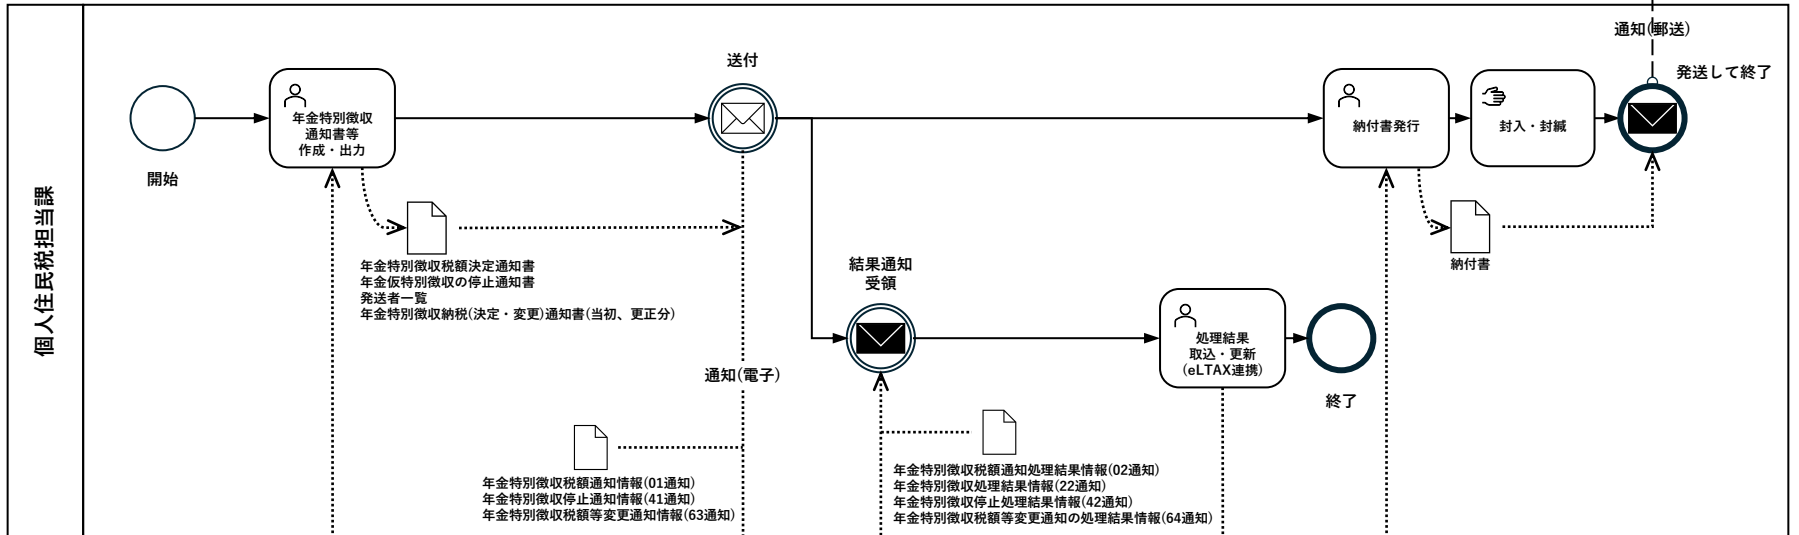 個人住民税担当課
開始
年金特別徴収
通知書等
作成・出力
送付
年金特別徴収税額決定通知書
年金仮特別徴収の停止通知書
発送者一覧
年金特別徴収納税(決定・変更)通知書(当初、更正分)
通知(電子)
年金特別徴収税額通知情報(01通知)
年金特別徴収停止通知情報(41通知)
年金特別徴収税額等変更通知情報(63通知)
結果通知
受領
年金特別徴収税額通知処理結果情報(02通知)
年金特別徴収処理結果情報(22通知)
年金特別徴収停止処理結果情報(42通知)
年金特別徴収税額等変更通知の処理結果情報(64通知)
処理結果
取込・更新
(eLTAX連携)
終了
納付書発行
封入・封緘
納付書
通知(郵送)
発送して終了